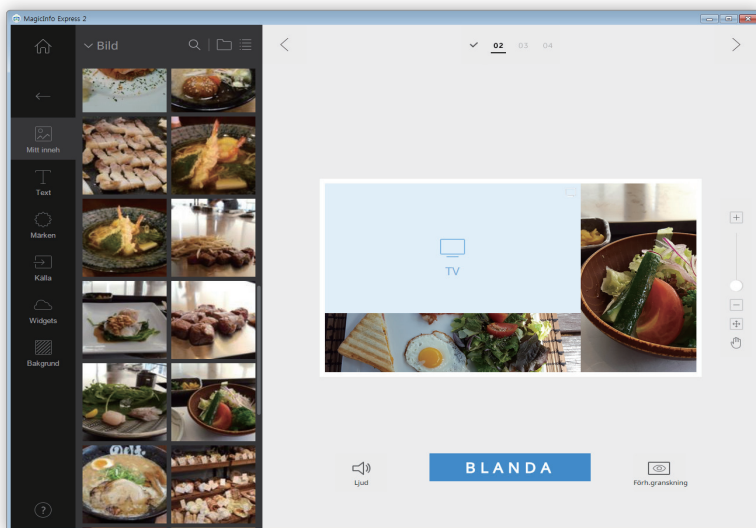 MagicInfo Express 2
Bild
02 03 04
Mitt inneh
Text
Märken
Källa
Widgets
Bakgrund
?
TV
Ljud
BLANDA
Förh.granskning